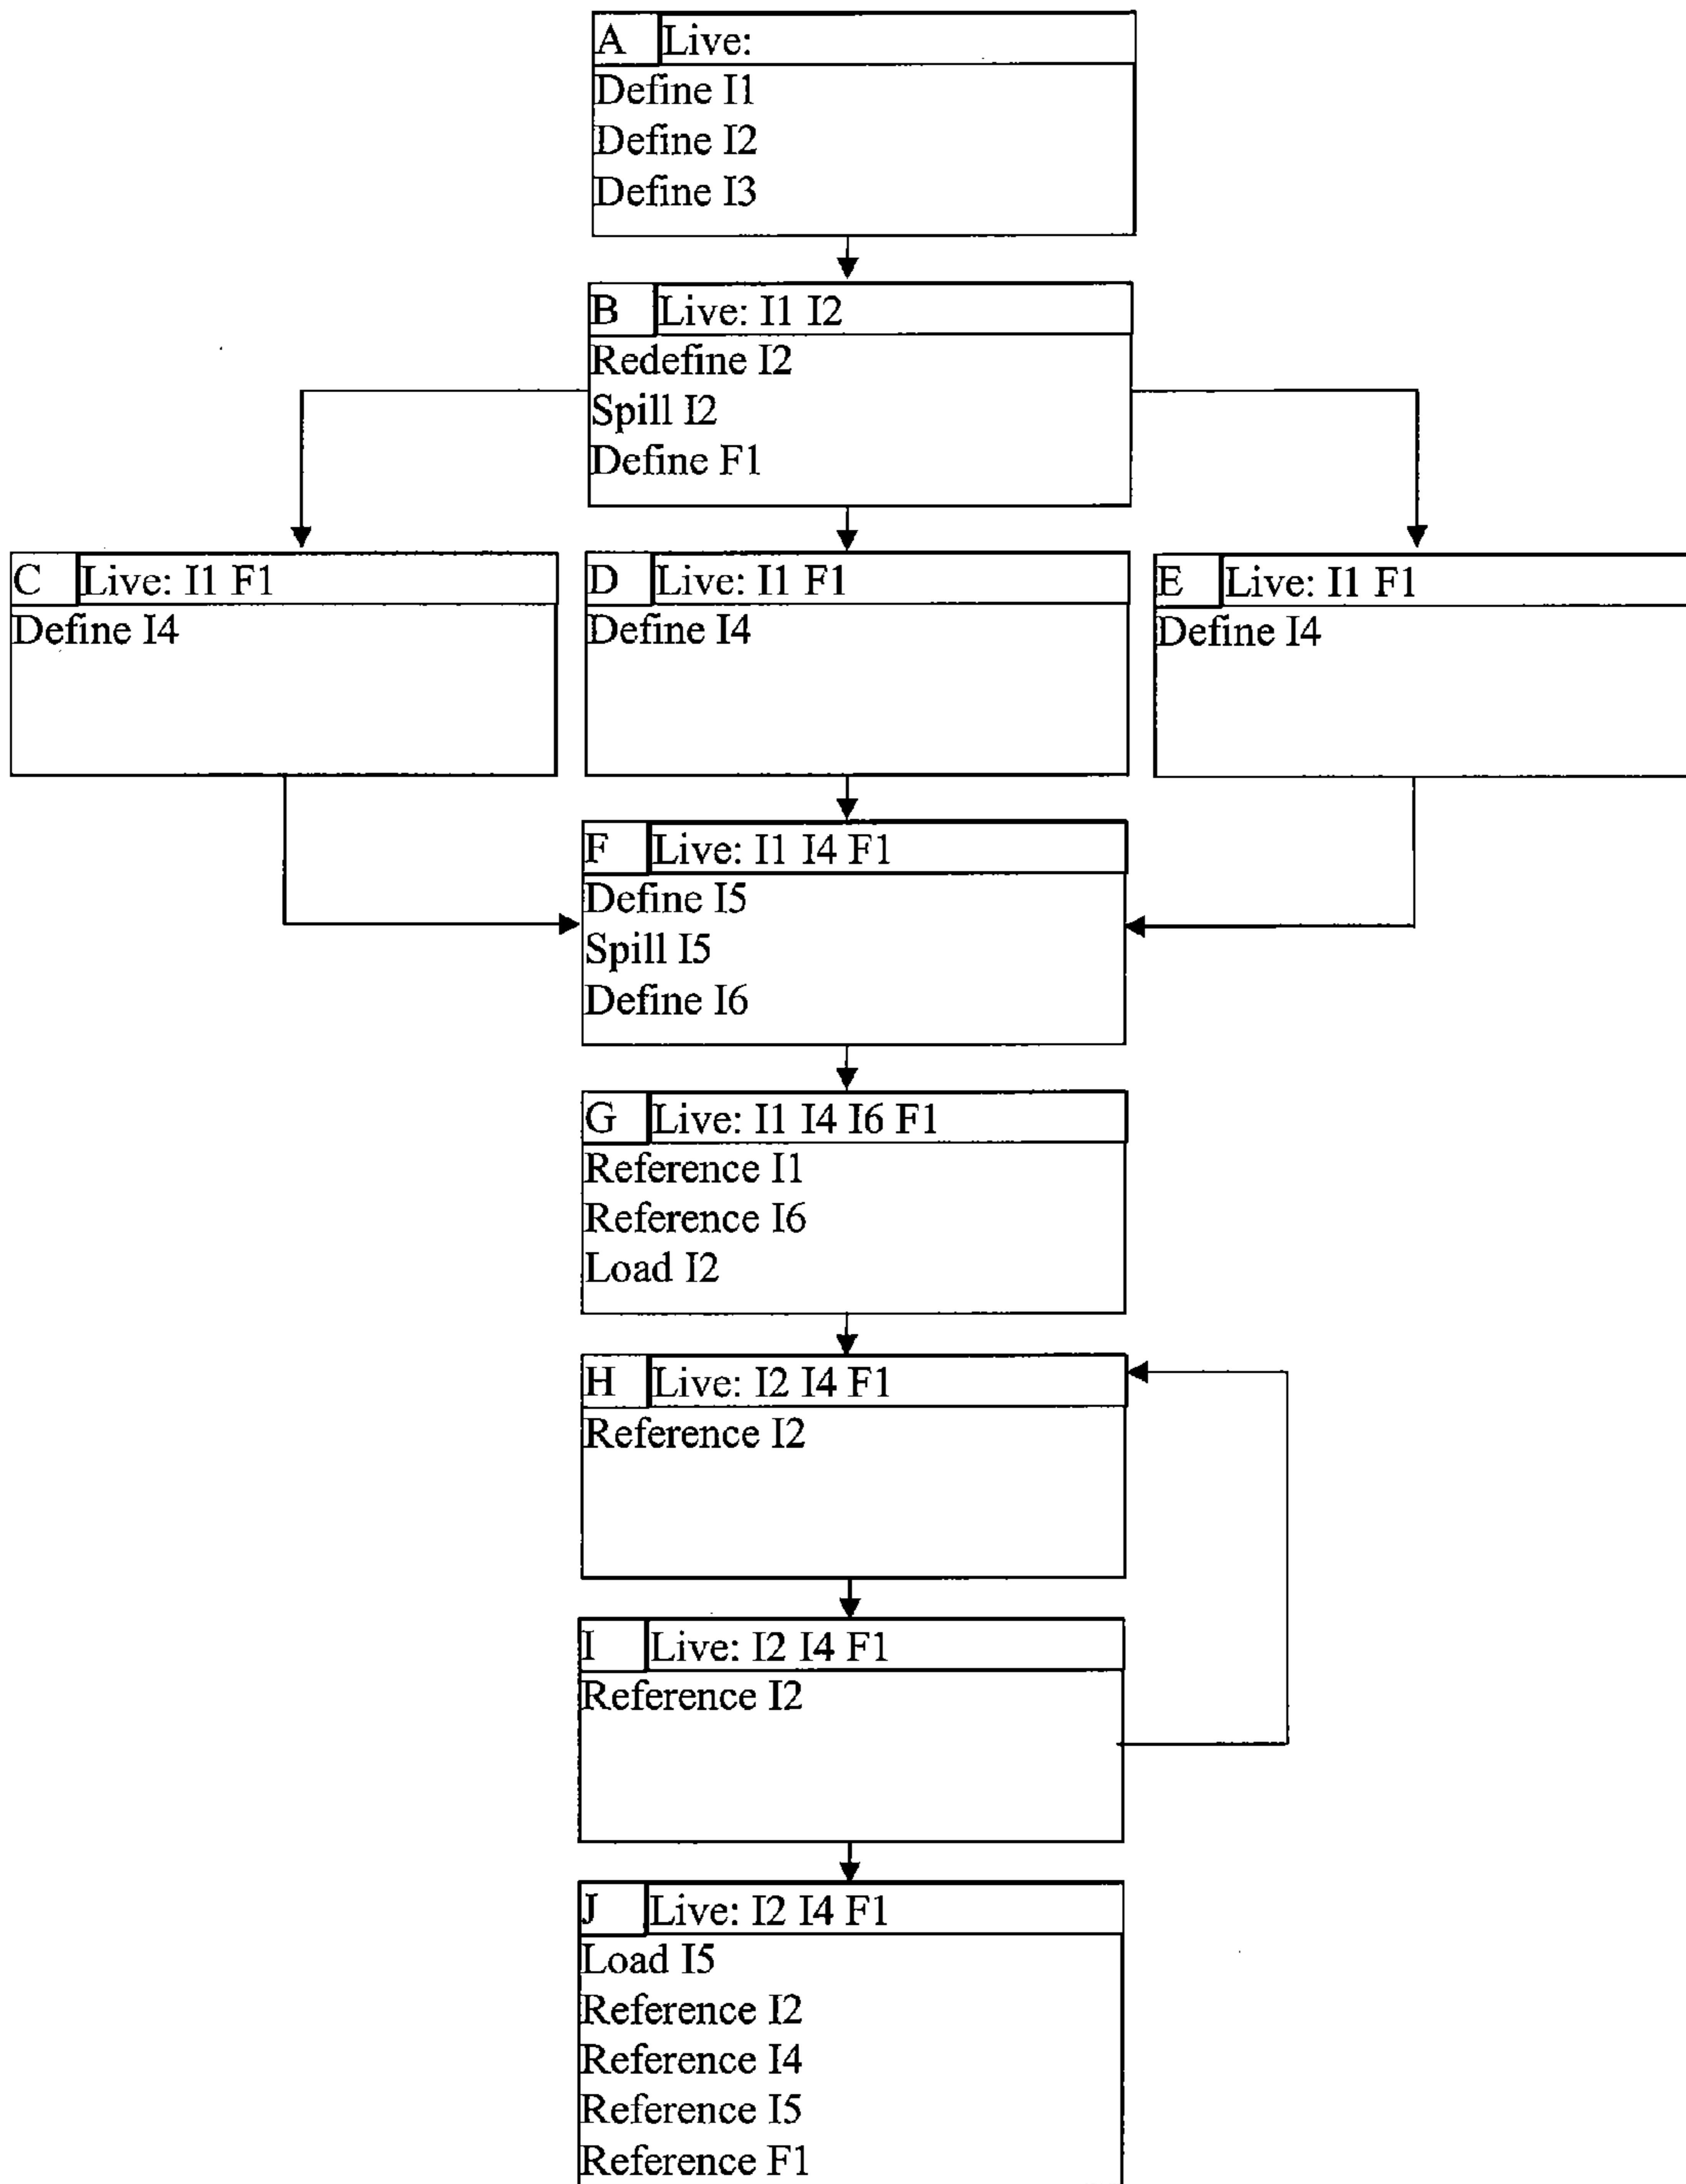 A Live:
Define I1
Define I2
Define I3
B Live: I1 I2
Redefine I2
Spill I2
Define F1
C Live: I1 F1
Define I4
D Live: I1 F1
Define I4
E Live: I1 F1
Define I4
F Live: I1 I4 F1
Define I5
Spill I5
Define I6
G Live: I1 I4 I6 F1
Reference I1
Reference I6
Load I2
H Live: I2 I4 F1
Reference I2
I Live: I2 I4 F1
Reference I2
J Live: I2 I4 F1
Load I5
Reference I2
Reference I4
Reference I5
Reference F1